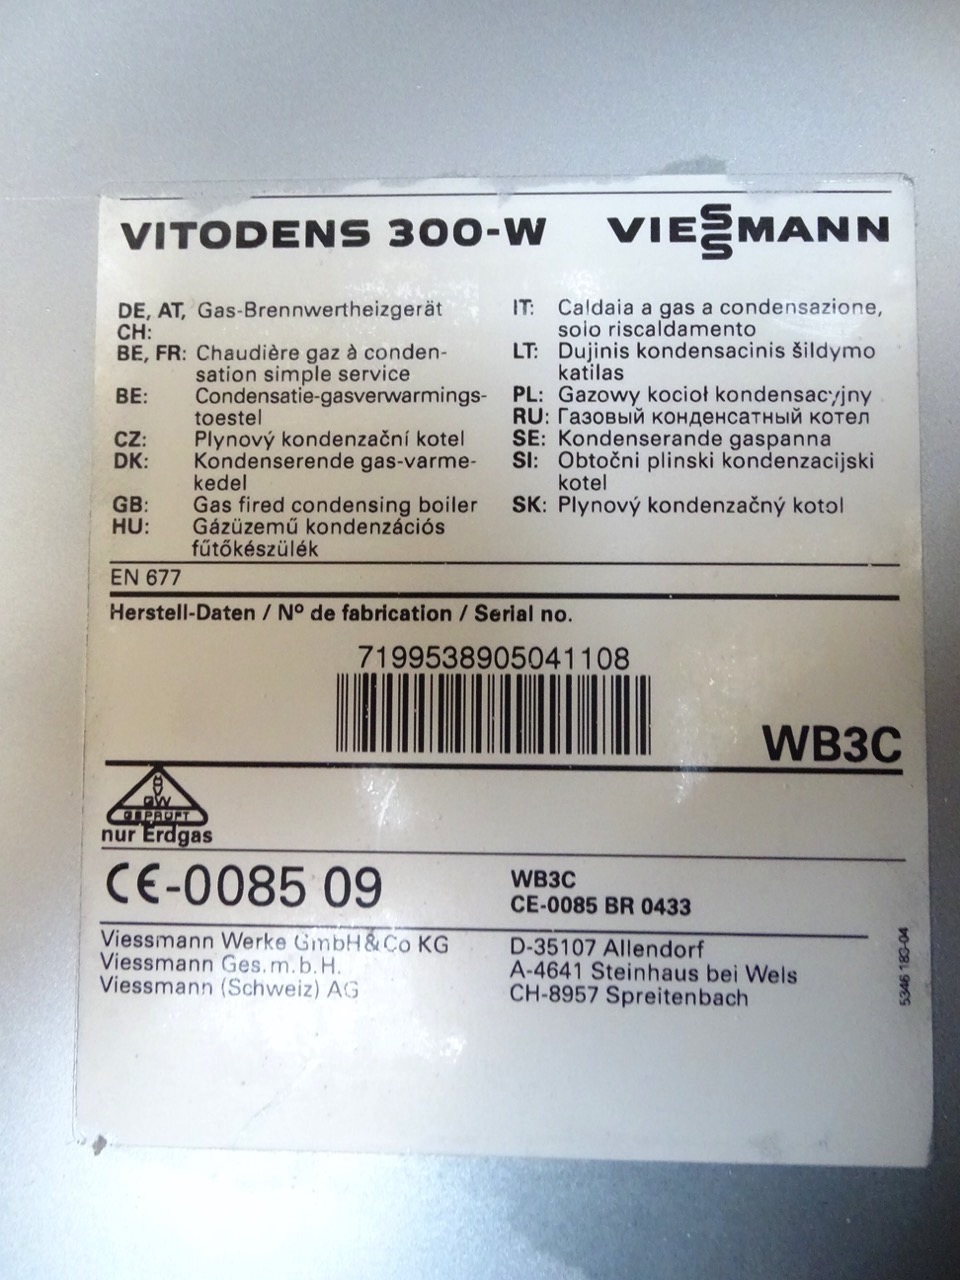 VITODENS 300-W VIESSMANN
DE, AT, Gas-Brennwertheizgerät
CH:
BE, FR: Chaudière gaz à conden-
sation simple service
BE: Condensatie-gasverwarmings-
toestel
CZ: Plynový kondenzační kotel
DK: Kondenserende gas-varme-
kedel
GB: Gas fired condensing boiler
HU: Gázüzemű kondenzációs
fűtőkészülék
IT: Caldaia a gas a condensazione,
solo riscaldamento
LT: Dujinis kondensacinis šildymo
katilas
PL: Gazowy kocioł kondensacyjny
RU: Газовый конденсатный котел
SE: Kondenserande gaspanna
SI: Obtočni plinski kondenzacijski
kotel
SK: Plynový kondenzačný kotol
EN 677
Herstell-Daten / Nº de fabrication / Serial no.
7199538905041108
WB3C
GEPRÜFT
nur Erdgas
CE-0085 09
WB3C
CE-0085 BR 0433
Viessmann Werke GmbH & Co KG
Viessmann Ges.m.b.H.
Viessmann (Schweiz) AG
D-35107 Allendorf
A-4641 Steinhaus bei Wels
CH-8957 Spreitenbach
5346 183-04